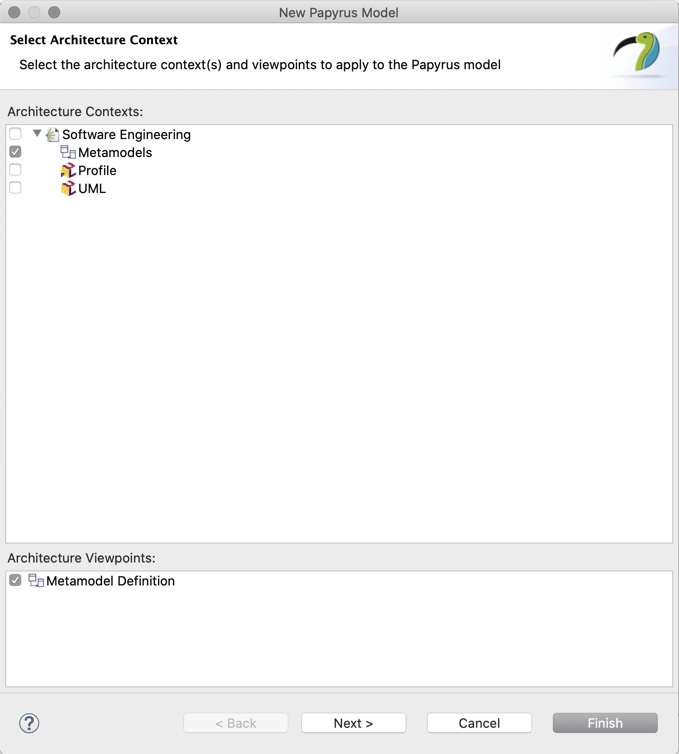 New Papyrus Model
Select Architecture Context
Select the architecture context(s) and viewpoints to apply to the Papyrus model
Architecture Contexts:
Software Engineering
Metamodels
Profile
UML
Architecture Viewpoints:
Metamodel Definition
? < Back Next > Cancel Finish